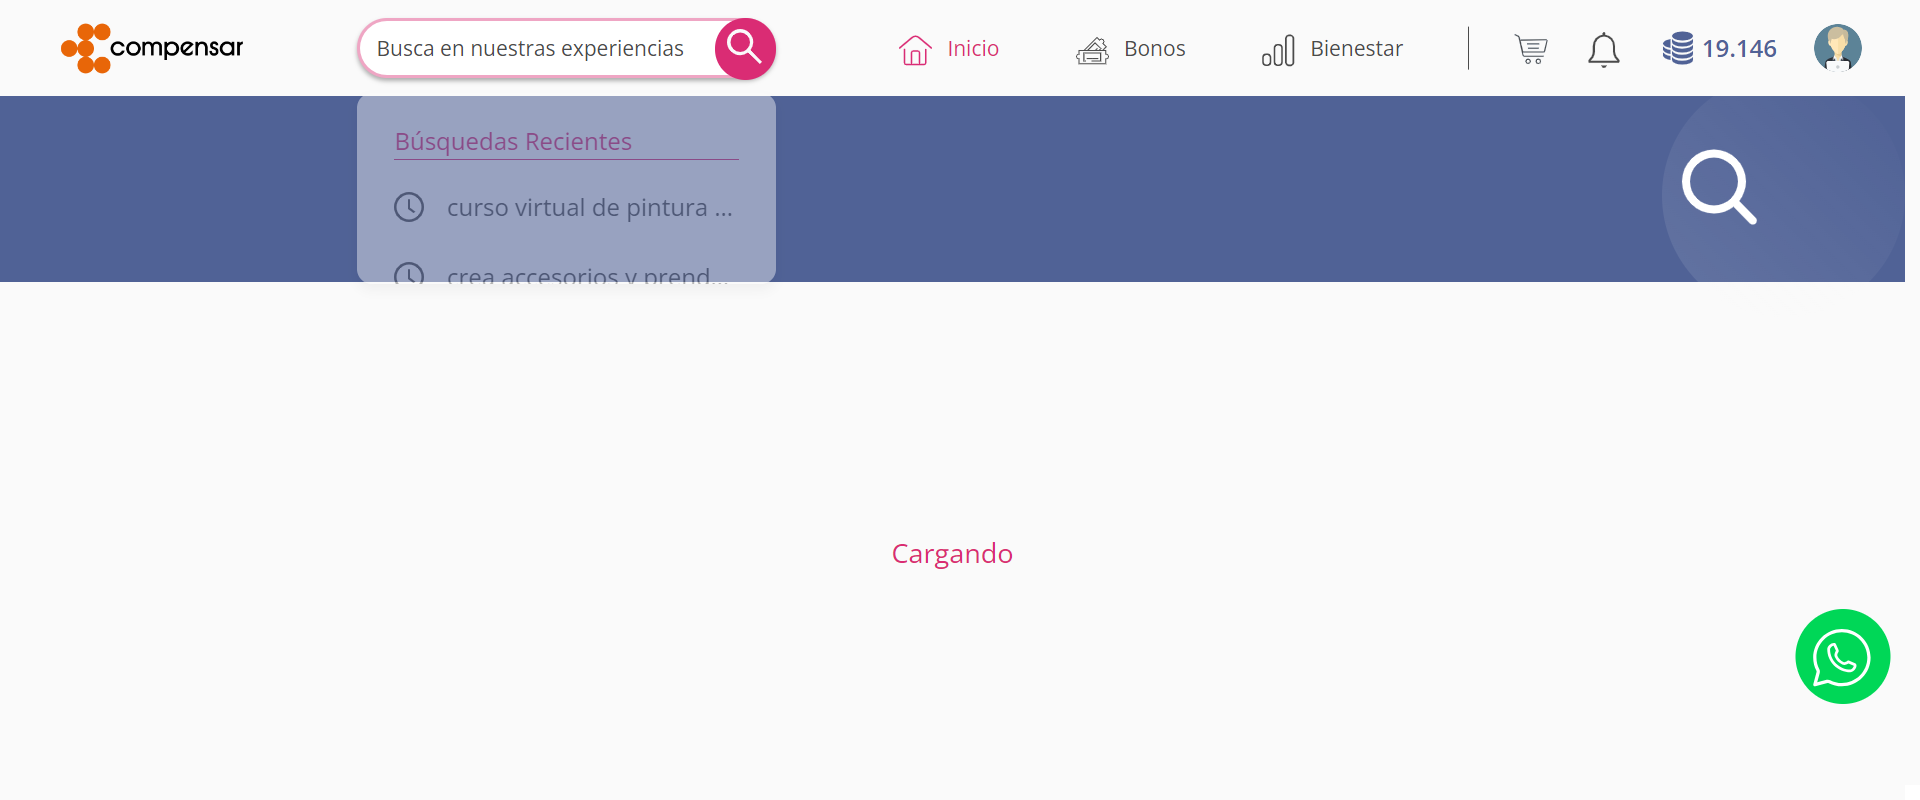 compensar
Busca en nuestras experiencias
Inicio
Bonos
Bienestar
19.146
Búsquedas Recientes
curso virtual de pintura ...
crea accesorios y prend...
Cargando